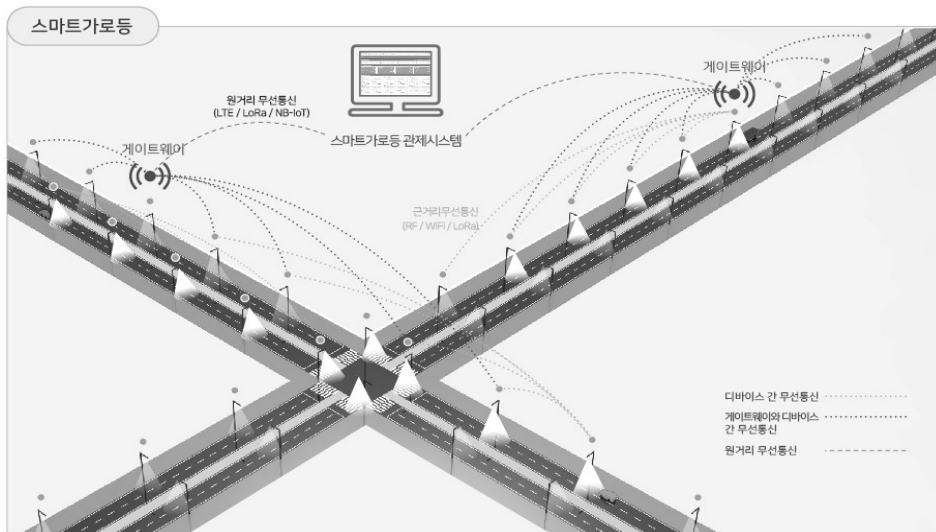 스마트가로등
게이트웨이
원거리 무선통신
(LTE / LoRa / NB-IoT)
스마트가로등 관제시스템
게이트웨이
근거리무선통신
(RF / WiFi / LoRa)
디바이스 간 무선통신
게이트웨이와 디바이스
간 무선통신
원거리 무선통신